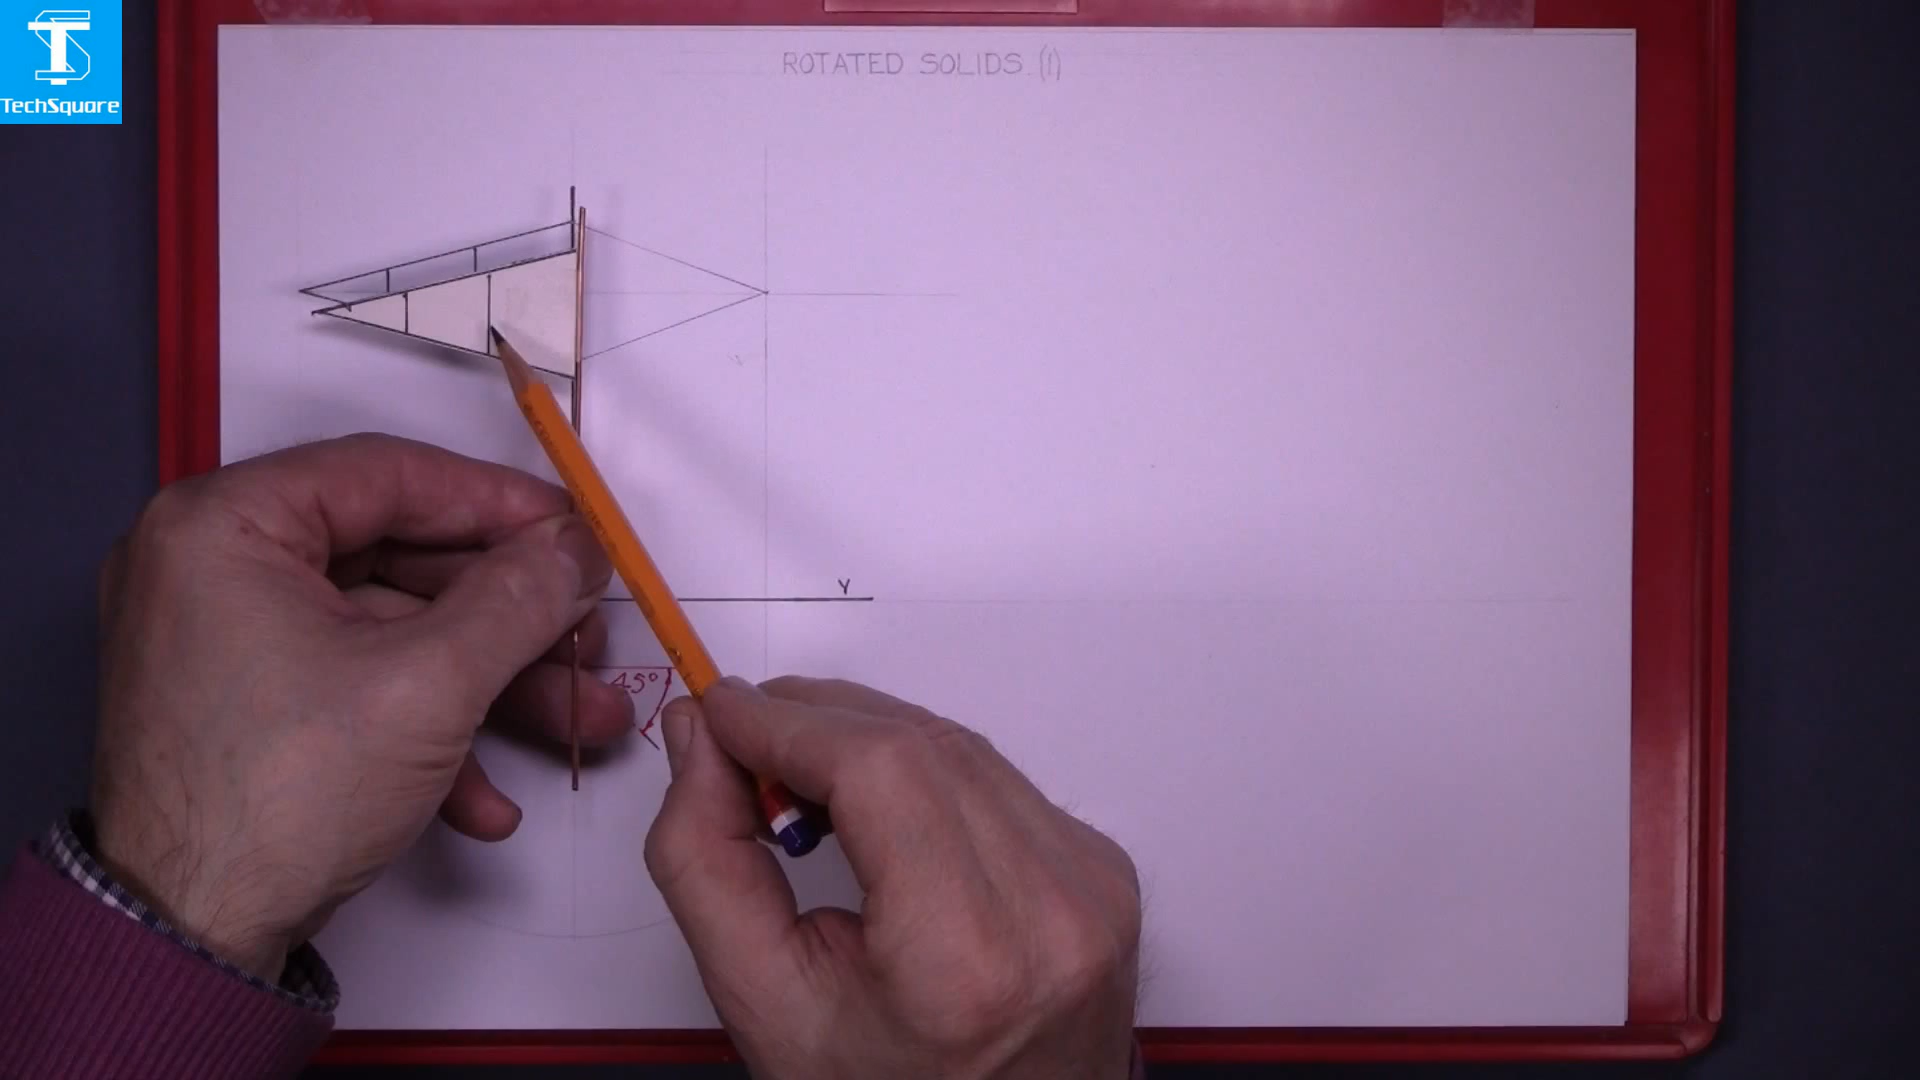 TechSquare
ROTATED SOLIDS (1)
Y
45°